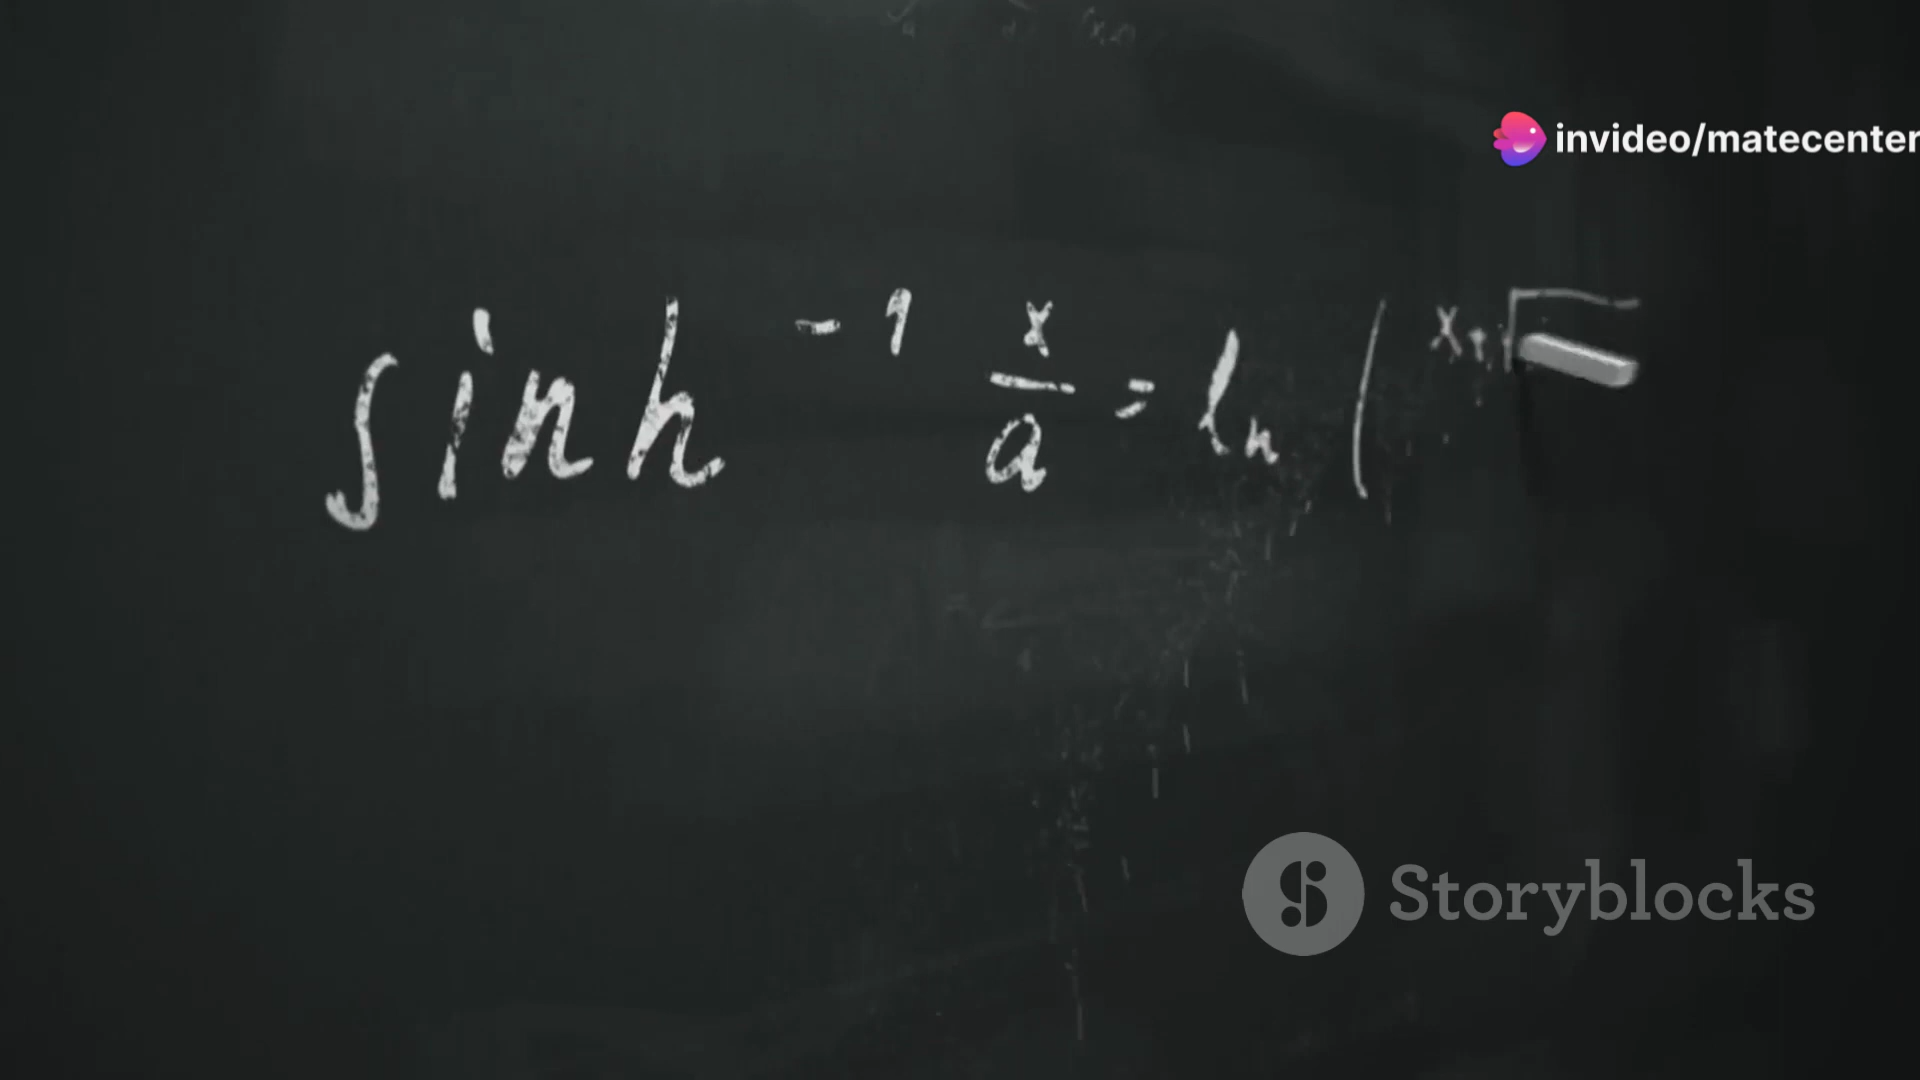 invideo/matecenter
sinh⁻¹ x/a = ln ( x+√
Storyblocks